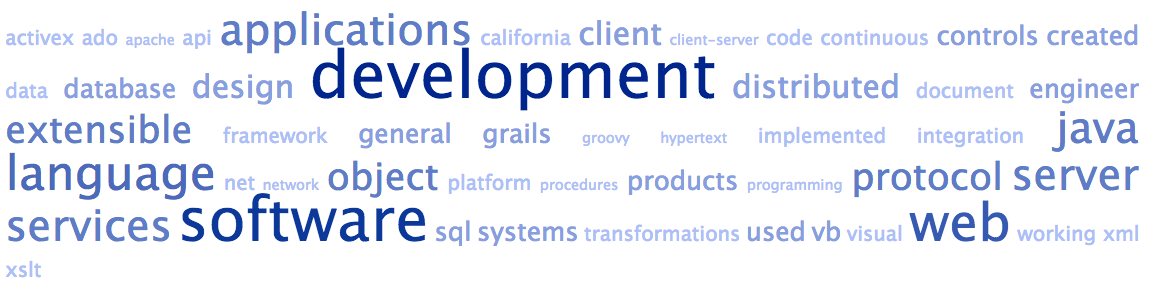 activex ado apache api applications california client client-server code continuous controls created
data database design development distributed document engineer
extensible framework general grails groovy hypertext implemented integration java
language net network object platform procedures products programming protocol server
services software sql systems transformations used vb visual web working xml
xslt